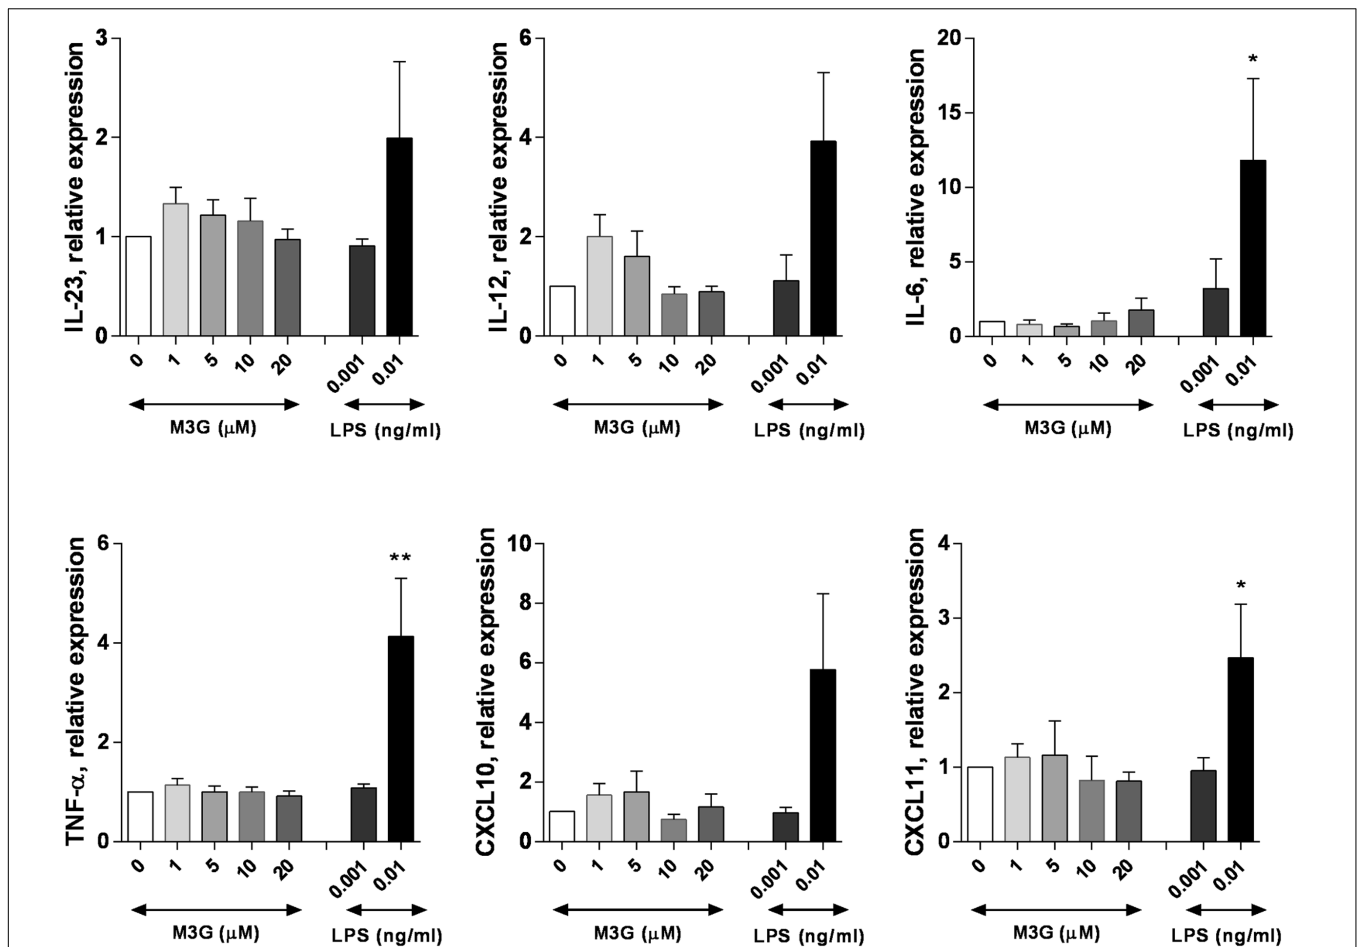 IL-23, relative expression
3
2
1
0
0 1 5 10 20 0.001 0.01
M3G (μM) LPS (ng/ml)
IL-12, relative expression
6
4
2
0
0 1 5 10 20 0.001 0.01
M3G (μM) LPS (ng/ml)
IL-6, relative expression
20
15
10
5
0
*
0 1 5 10 20 0.001 0.01
M3G (μM) LPS (ng/ml)
TNF-α, relative expression
6
4
2
0
**
0 1 5 10 20 0.001 0.01
M3G (μM) LPS (ng/ml)
CXCL10, relative expression
10
8
6
4
2
0
0 1 5 10 20 0.001 0.01
M3G (μM) LPS (ng/ml)
CXCL11, relative expression
4
3
2
1
0
*
0 1 5 10 20 0.001 0.01
M3G (μM) LPS (ng/ml)